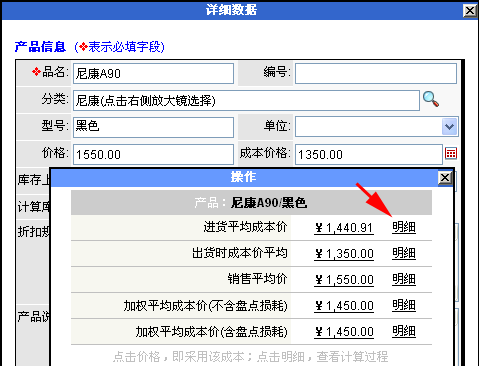 详细数据
产品信息 (❖表示必填字段)
❖品名: 尼康A90 编号:
分类: 尼康(点击右侧放大镜选择)
型号: 黑色 单位:
价格: 1550.00 成本价格: 1350.00
库存上
操作
产品：尼康A90/黑色
计算库
进货平均成本价 ¥ 1,440.91 明细
折扣规
出货时成本价平均 ¥ 1,350.00 明细
销售平均价 ¥ 1,550.00 明细
加权平均成本价(不含盘点损耗) ¥ 1,450.00 明细
产品说
加权平均成本价(含盘点损耗) ¥ 1,450.00 明细
点击价格，即采用该成本；点击明细，查看计算过程